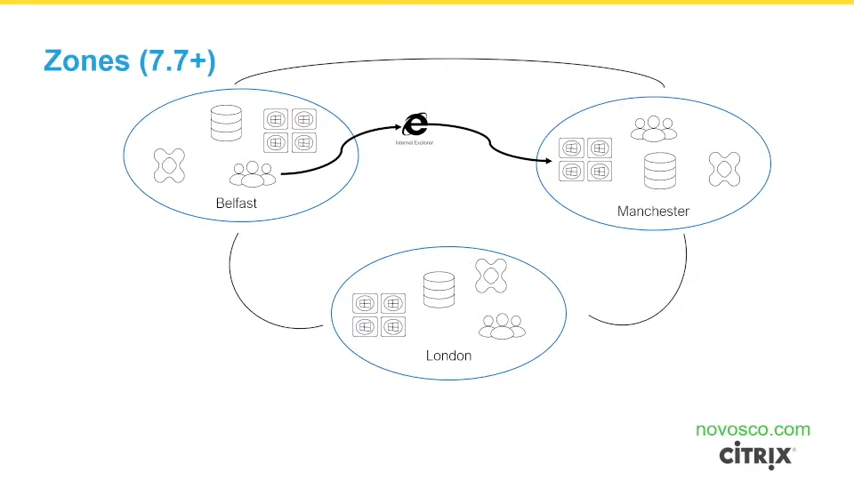 Zones (7.7+)
Internet Explorer
Belfast
Manchester
London
novosco.com
CITRIX